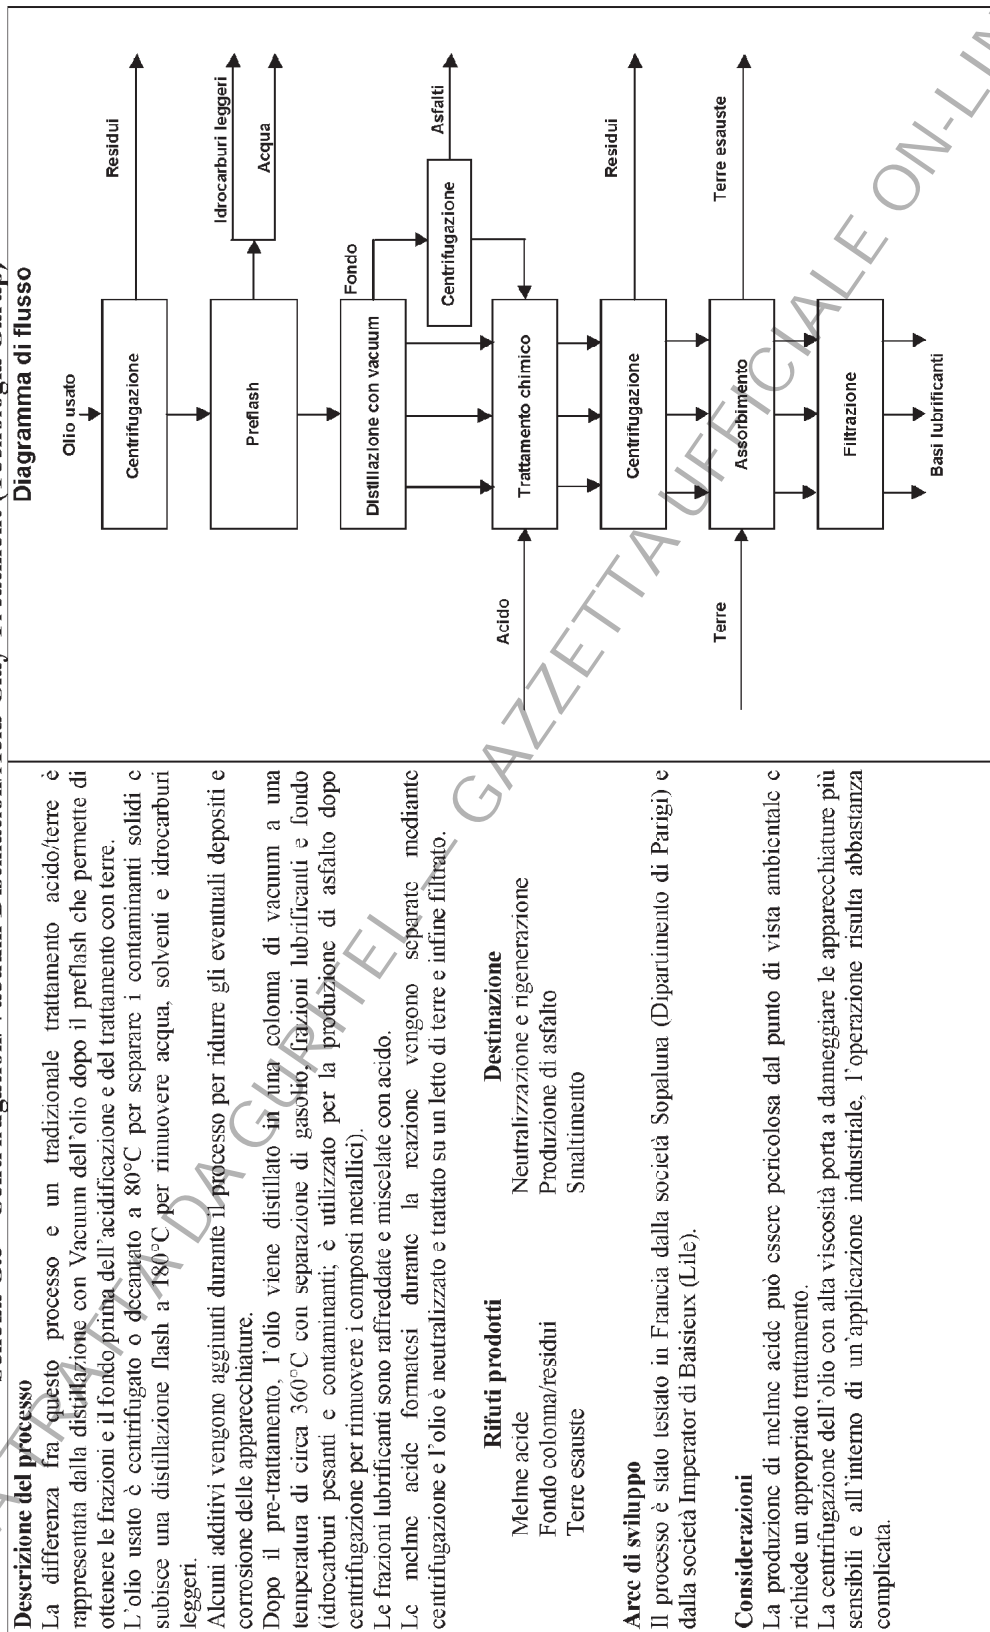 Diagramma di flusso
Descrizione del processo
La differenza fra questo processo e un tradizionale trattamento acido/terre è
rappresentata dalla distillazione con Vacuum dell'olio dopo il preflash che permette di
ottenere le frazioni e il fondo prima dell'acidificazione e del trattamento con terre.
L'olio usato è centrifugato o decantato a 80°C per separare i contaminanti solidi e
subisce una distillazione flash a 180°C per rimuovere acqua, solventi e idrocarburi
leggeri.
Alcuni additivi vengono aggiunti durante il processo per ridurre gli eventuali depositi e
corrosione delle apparecchiature.
Dopo il pre-trattamento, l'olio viene distillato in una colonna di vacuum a una
temperatura di circa 360°C con separazione di gasolio, frazioni lubrificanti e fondo
(idrocarburi pesanti e contaminanti; è utilizzato per la produzione di asfalto dopo
centrifugazione per rimuovere i composti metallici).
Le frazioni lubrificanti sono raffreddate e miscelate con acido.
Le melme acide formatesi durante la reazione vengono separate mediante
centrifugazione e l'olio è neutralizzato e trattato su un letto di terre e infine filtrato.
Rifiuti prodotti Destinazione
Melme acide Neutralizzazione e rigenerazione
Fondo colonna/residui Produzione di asfalto
Terre esauste Smaltimento
Aree di sviluppo
Il processo è stato testato in Francia dalla società Sopaluna (Dipartimento di Parigi) e
dalla società Imperator di Baisieux (Lile).
Considerazioni
La produzione di melme acide può essere pericolosa dal punto di vista ambientale e
richiede un appropriato trattamento.
La centrifugazione dell'olio con alta viscosità porta a danneggiare le apparecchiature più
sensibili e all'interno di un'applicazione industriale, l'operazione risulta abbastanza
complicata.
Olio usato
Centrifugazione
Residui
Preflash
Idrocarburi leggeri
Acqua
Distillazione con vacuum
Fondo
Centrifugazione
Asfalti
Acido
Trattamento chimico
Centrifugazione
Residui
Terre
Assorbimento
Terre esauste
Filtrazione
Basi lubrificanti
TRATTA DA GURITEL — GAZZETTA UFFICIALE ON-LIN